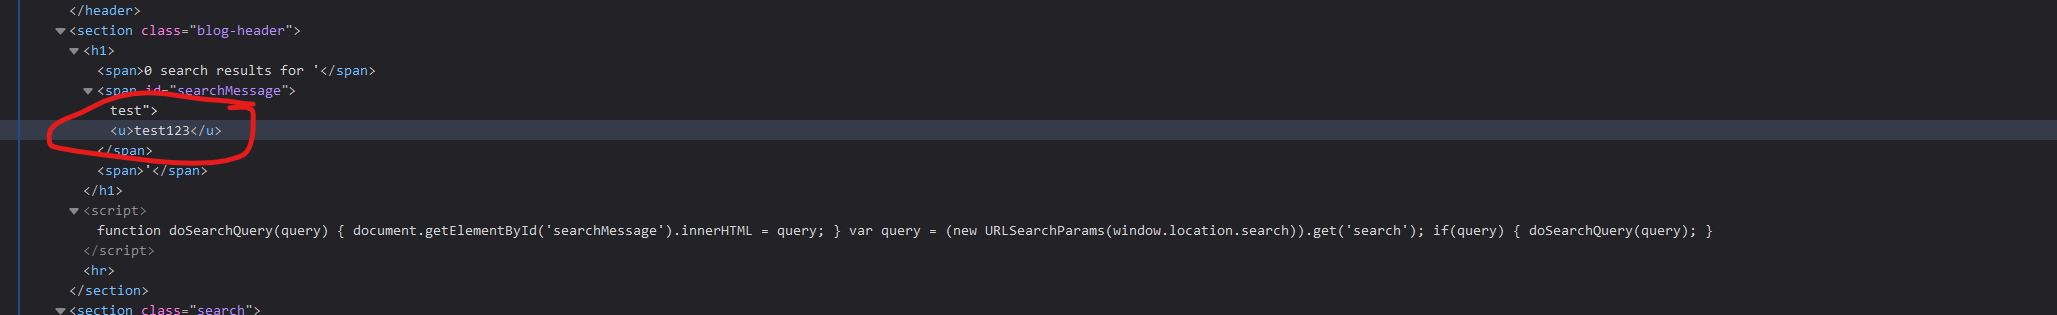 </header>
<section class="blog-header">
<h1>
<span>0 search results for '</span>
<span id="searchMessage">
test">
<u>test123</u>
</span>
<span>'</span>
</h1>
<script>
function doSearchQuery(query) { document.getElementById('searchMessage').innerHTML = query; } var query = (new URLSearchParams(window.location.search)).get('search'); if(query) { doSearchQuery(query); }
</script>
<hr>
</section>
<section class="search">